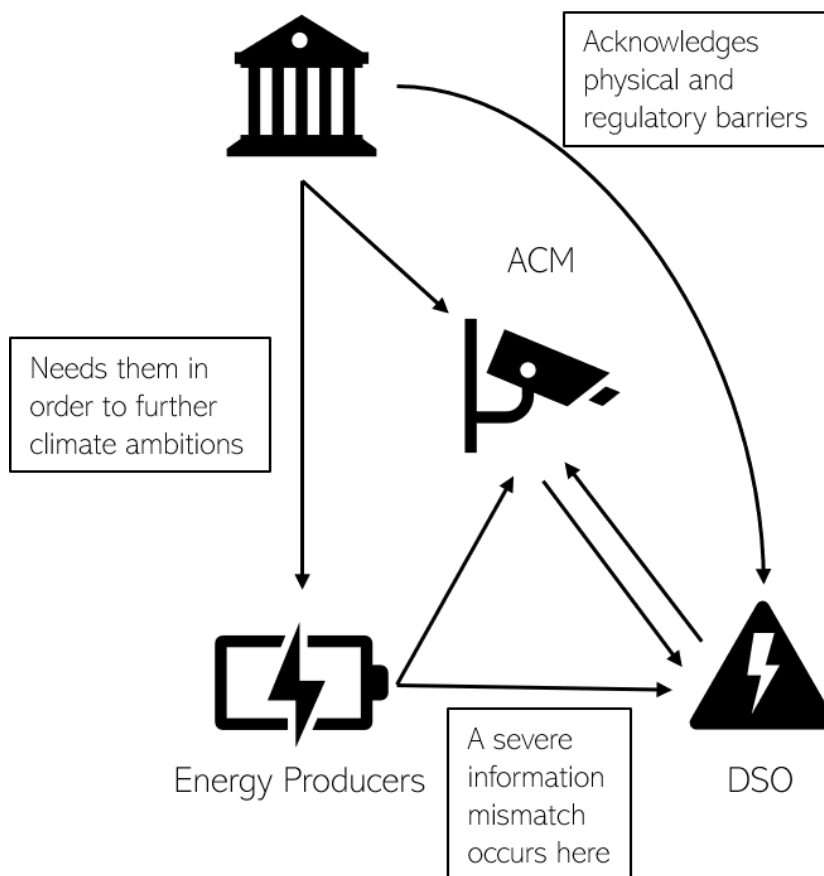 Acknowledges
physical and
regulatory barriers
ACM
Needs them in
order to further
climate ambitions
Energy Producers
A severe
information
mismatch
occurs here
DSO